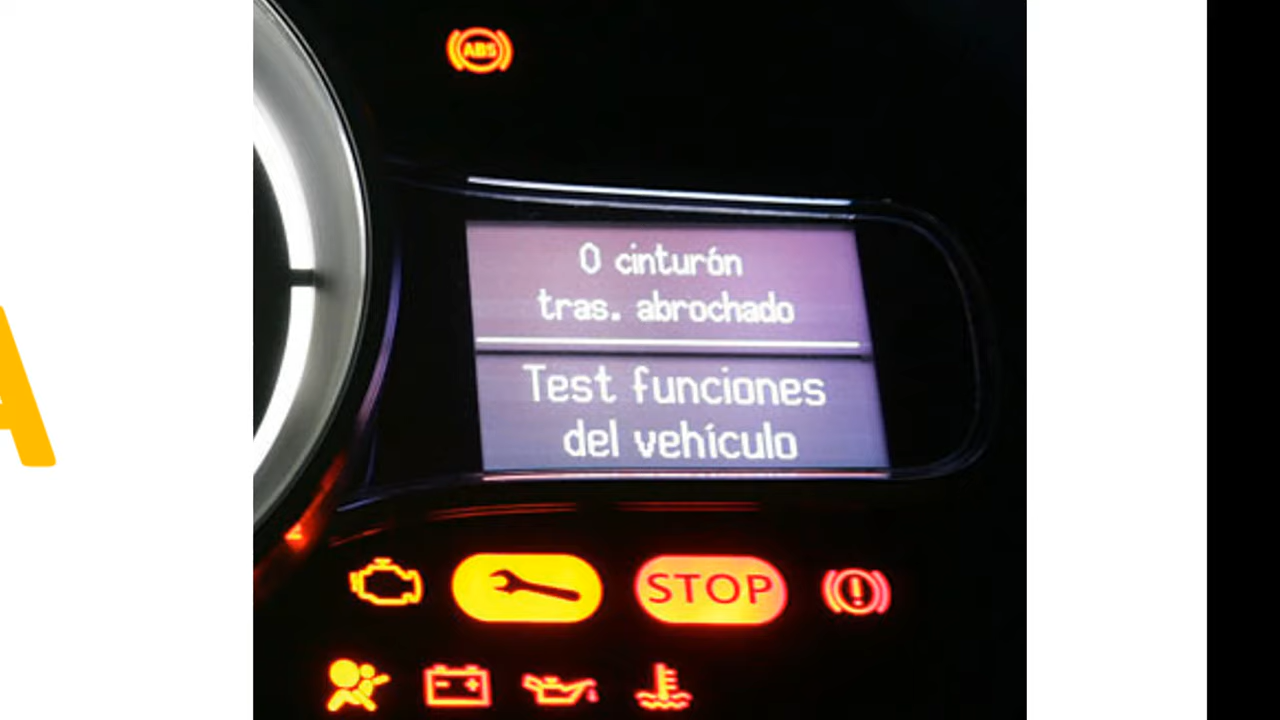 A
ABS
0 cinturón
tras. abrochado
Test funciones
del vehículo
STOP